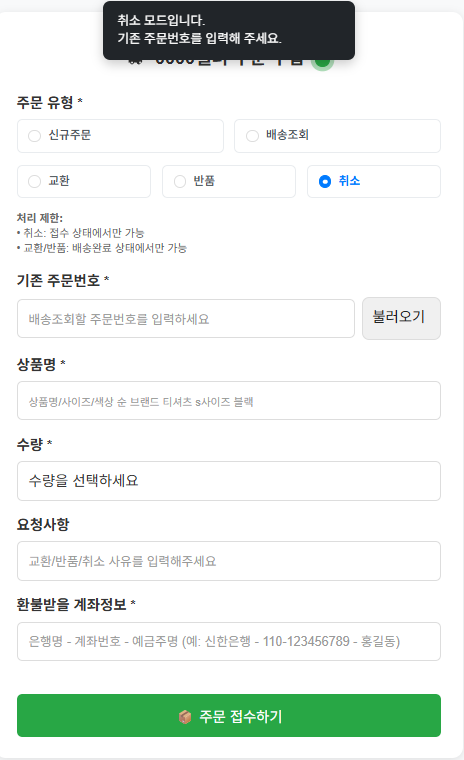 취소 모드입니다.
기존 주문번호를 입력해 주세요.
주문 유형 *
신규주문
배송조회
교환
반품
취소
처리 제한:
• 취소: 접수 상태에서만 가능
• 교환/반품: 배송완료 상태에서만 가능
기존 주문번호 *
배송조회할 주문번호를 입력하세요
불러오기
상품명 *
상품명/사이즈/색상 순 브랜드 티셔츠 s사이즈 블랙
수량 *
수량을 선택하세요
요청사항
교환/반품/취소 사유를 입력해주세요
환불받을 계좌정보 *
은행명 - 계좌번호 - 예금주명 (예: 신한은행 - 110-123456789 - 홍길동)
주문 접수하기